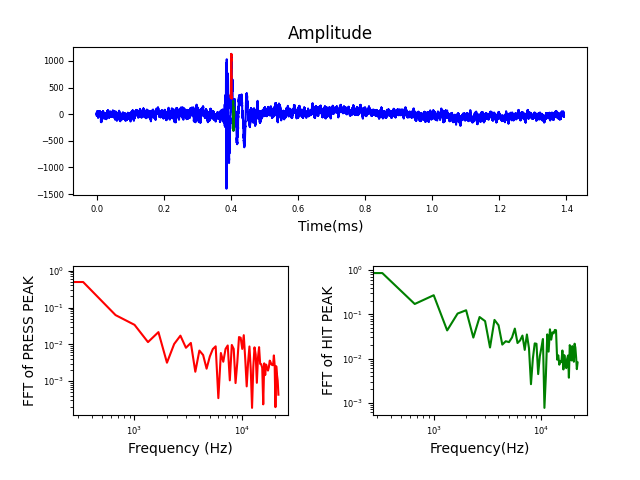 Amplitude
1000
500
0
−500
−1000
−1500
0.0 0.2 0.4 0.6 0.8 1.0 1.2 1.4
Time(ms)
FFT of PRESS PEAK
10⁰
10⁻¹
10⁻²
10⁻³
10³ 10⁴
Frequency (Hz)
FFT of HIT PEAK
10⁰
10⁻¹
10⁻²
10⁻³
10³ 10⁴
Frequency(Hz)